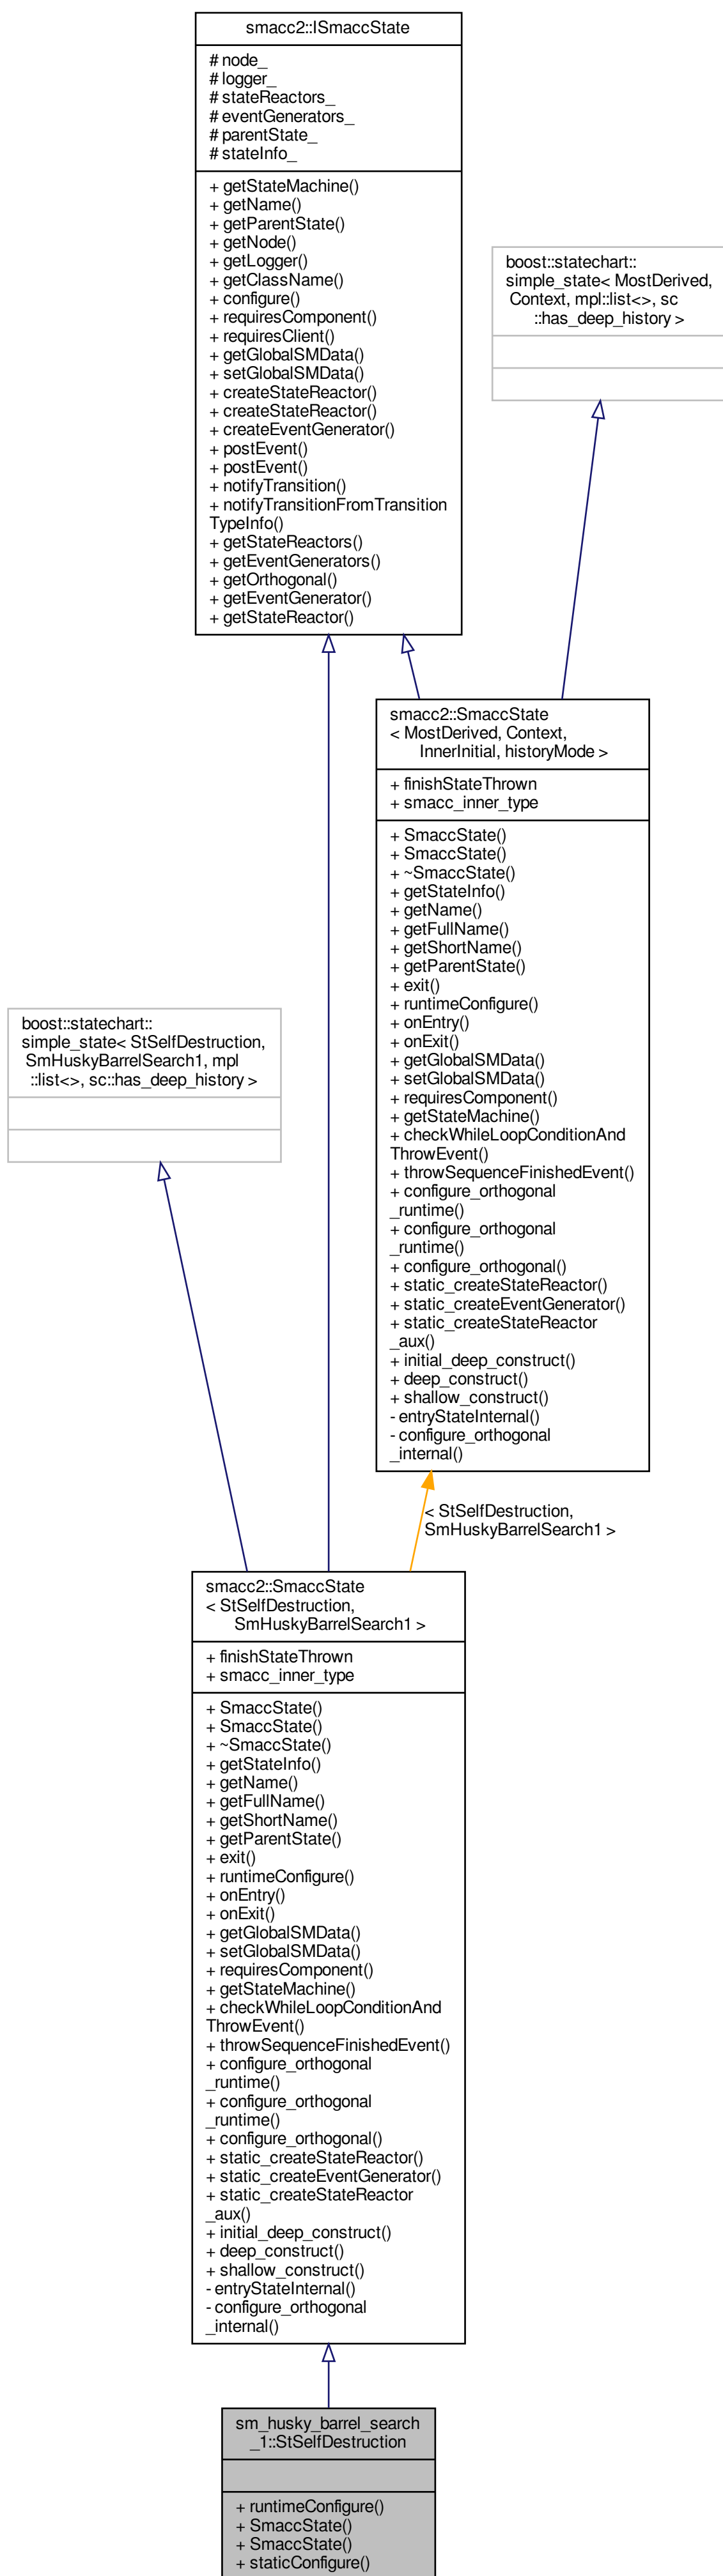 smacc2::ISmaccState
# node_
# logger_
# stateReactors_
# eventGenerators_
# parentState_
# stateInfo_
+ getStateMachine()
+ getName()
+ getParentState()
+ getNode()
+ getLogger()
+ getClassName()
+ configure()
+ requiresComponent()
+ requiresClient()
+ getGlobalSMData()
+ setGlobalSMData()
+ createStateReactor()
+ createStateReactor()
+ createEventGenerator()
+ postEvent()
+ postEvent()
+ notifyTransition()
+ notifyTransitionFromTransition
TypeInfo()
+ getStateReactors()
+ getEventGenerators()
+ getOrthogonal()
+ getEventGenerator()
+ getStateReactor()
boost::statechart::
simple_state< MostDerived,
Context, mpl::list<>, sc
::has_deep_history >
smacc2::SmaccState
< MostDerived, Context,
InnerInitial, historyMode >
+ finishStateThrown
+ smacc_inner_type
+ SmaccState()
+ SmaccState()
+ ~SmaccState()
+ getStateInfo()
+ getName()
+ getFullName()
+ getShortName()
+ getParentState()
+ exit()
+ runtimeConfigure()
+ onEntry()
+ onExit()
+ getGlobalSMData()
+ setGlobalSMData()
+ requiresComponent()
+ getStateMachine()
+ checkWhileLoopConditionAnd
ThrowEvent()
+ throwSequenceFinishedEvent()
+ configure_orthogonal
_runtime()
+ configure_orthogonal
_runtime()
+ configure_orthogonal()
+ static_createStateReactor()
+ static_createEventGenerator()
+ static_createStateReactor
_aux()
+ initial_deep_construct()
+ deep_construct()
+ shallow_construct()
- entryStateInternal()
- configure_orthogonal
_internal()
boost::statechart::
simple_state< StSelfDestruction,
SmHuskyBarrelSearch1, mpl
::list<>, sc::has_deep_history >
< StSelfDestruction,
SmHuskyBarrelSearch1 >
smacc2::SmaccState
< StSelfDestruction,
SmHuskyBarrelSearch1 >
+ finishStateThrown
+ smacc_inner_type
+ SmaccState()
+ SmaccState()
+ ~SmaccState()
+ getStateInfo()
+ getName()
+ getFullName()
+ getShortName()
+ getParentState()
+ exit()
+ runtimeConfigure()
+ onEntry()
+ onExit()
+ getGlobalSMData()
+ setGlobalSMData()
+ requiresComponent()
+ getStateMachine()
+ checkWhileLoopConditionAnd
ThrowEvent()
+ throwSequenceFinishedEvent()
+ configure_orthogonal
_runtime()
+ configure_orthogonal
_runtime()
+ configure_orthogonal()
+ static_createStateReactor()
+ static_createEventGenerator()
+ static_createStateReactor
_aux()
+ initial_deep_construct()
+ deep_construct()
+ shallow_construct()
- entryStateInternal()
- configure_orthogonal
_internal()
sm_husky_barrel_search
_1::StSelfDestruction
+ runtimeConfigure()
+ SmaccState()
+ SmaccState()
+ staticConfigure()